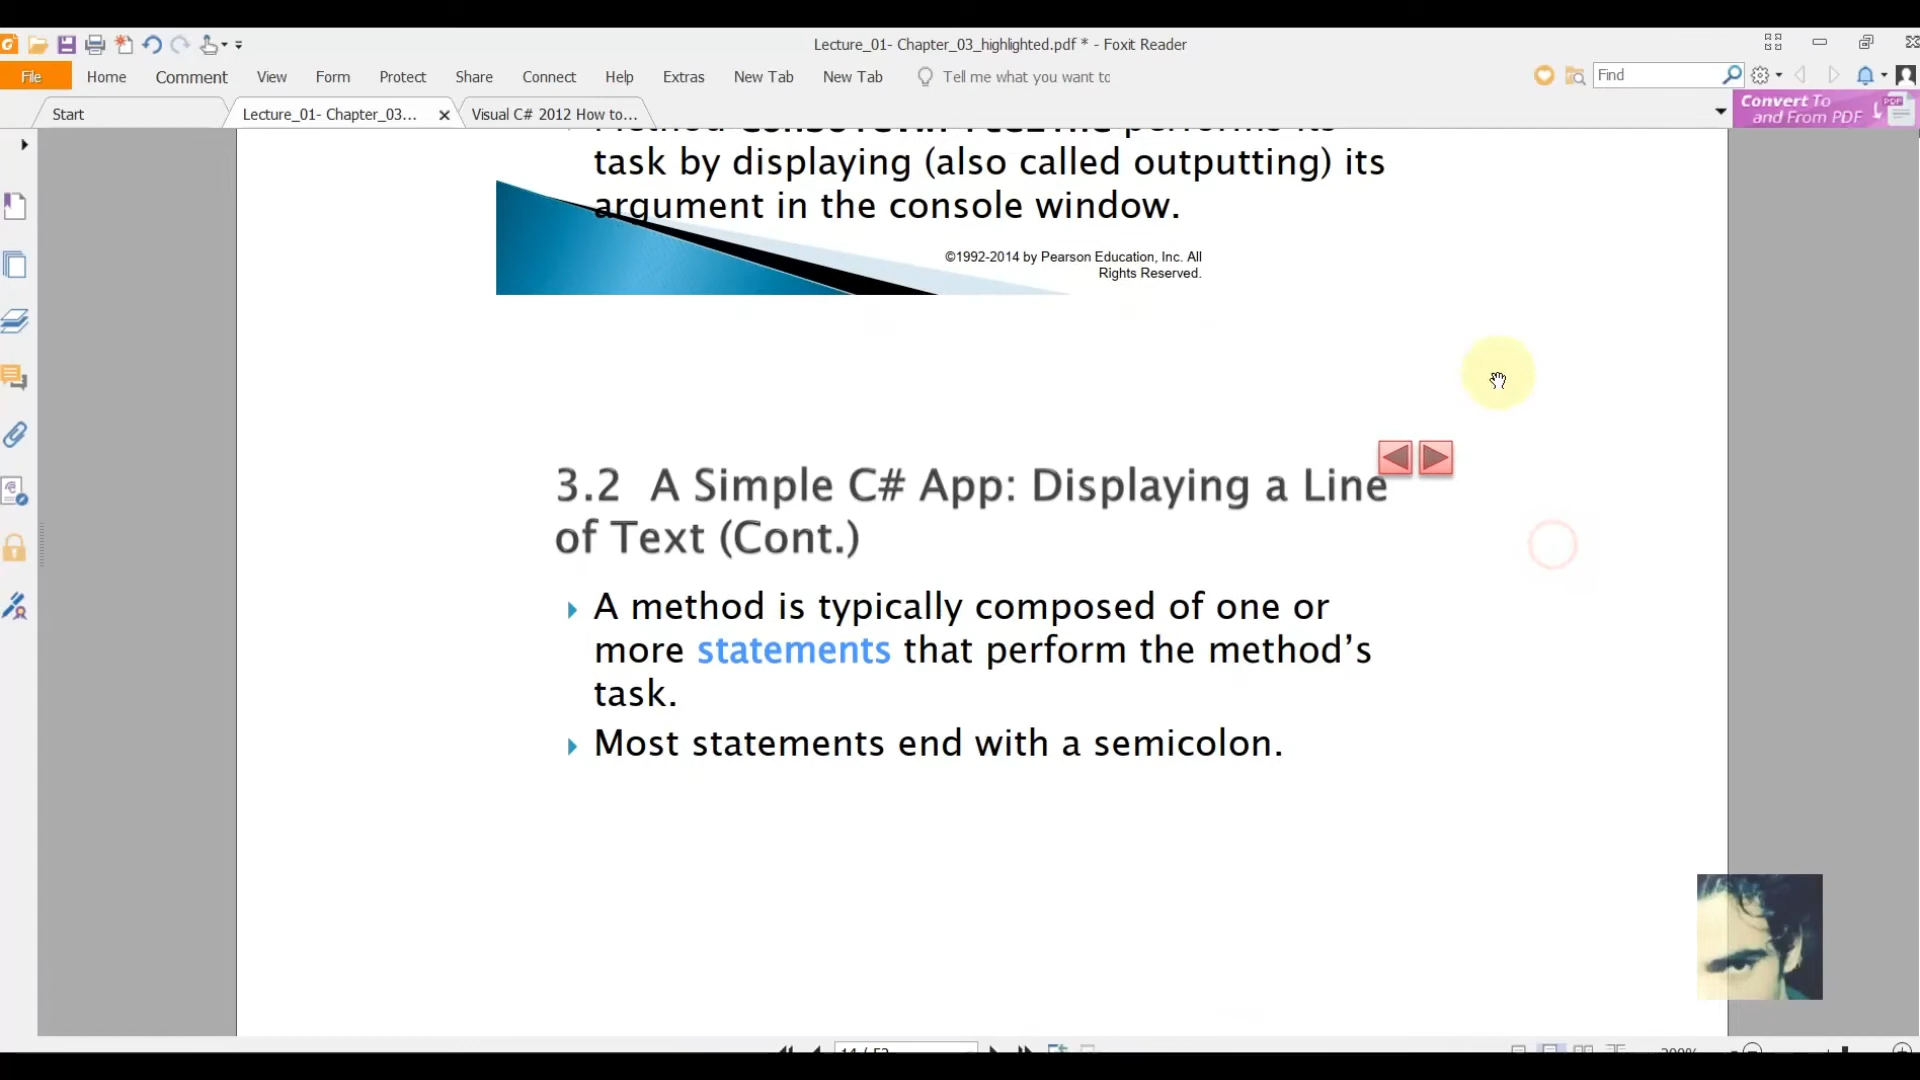 Lecture_01- Chapter_03_highlighted.pdf * - Foxit Reader
File Home Comment View Form Protect Share Connect Help Extras New Tab New Tab Tell me what you want to Find
Start Lecture_01- Chapter_03... Visual C# 2012 How to... Convert To
and From PDF
PDF
performs its
task by displaying (also called outputting) its
argument in the console window.
©1992-2014 by Pearson Education, Inc. All
Rights Reserved.
3.2 A Simple C# App: Displaying a Line
of Text (Cont.)
A method is typically composed of one or
more statements that perform the method’s
task.
Most statements end with a semicolon.